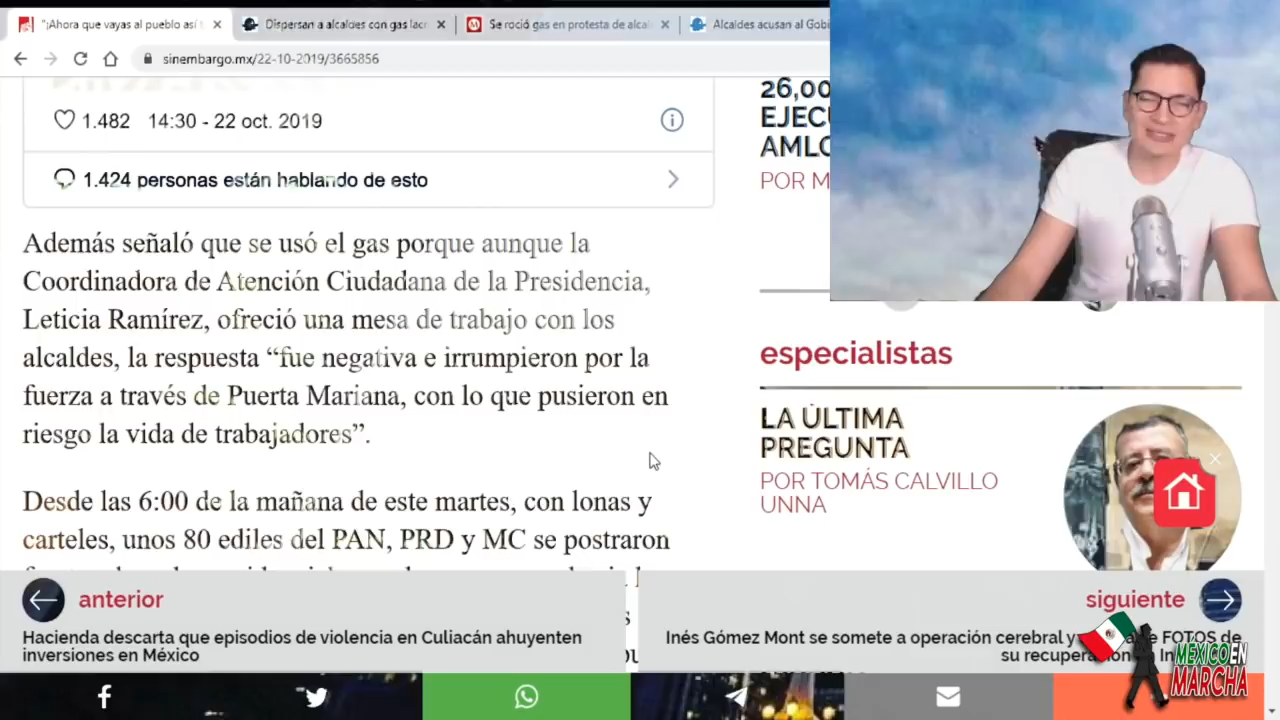 "¡Ahora que vayas al pueblo así t
Dispersan a alcaldes con gas lacr
Se roció gas en protesta de alcal
Alcaldes acusan al Gobi
sinembargo.mx/22-10-2019/3665856
1.482 14:30 - 22 oct. 2019
1.424 personas están hablando de esto
Además señaló que se usó el gas porque aunque la
Coordinadora de Atención Ciudadana de la Presidencia,
Leticia Ramírez, ofreció una mesa de trabajo con los
alcaldes, la respuesta “fue negativa e irrumpieron por la
fuerza a través de Puerta Mariana, con lo que pusieron en
riesgo la vida de trabajadores”.
Desde las 6:00 de la mañana de este martes, con lonas y
carteles, unos 80 ediles del PAN, PRD y MC se postraron
26,00
EJECU
AMLO
POR M
especialistas
LA ÚLTIMA
PREGUNTA
POR TOMÁS CALVILLO
UNNA
anterior
Hacienda descarta que episodios de violencia en Culiacán ahuyenten
inversiones en México
siguiente
Inés Gómez Mont se somete a operación cerebral y FOTOS de
su recuperación
MÉXICO EN
MARCHA